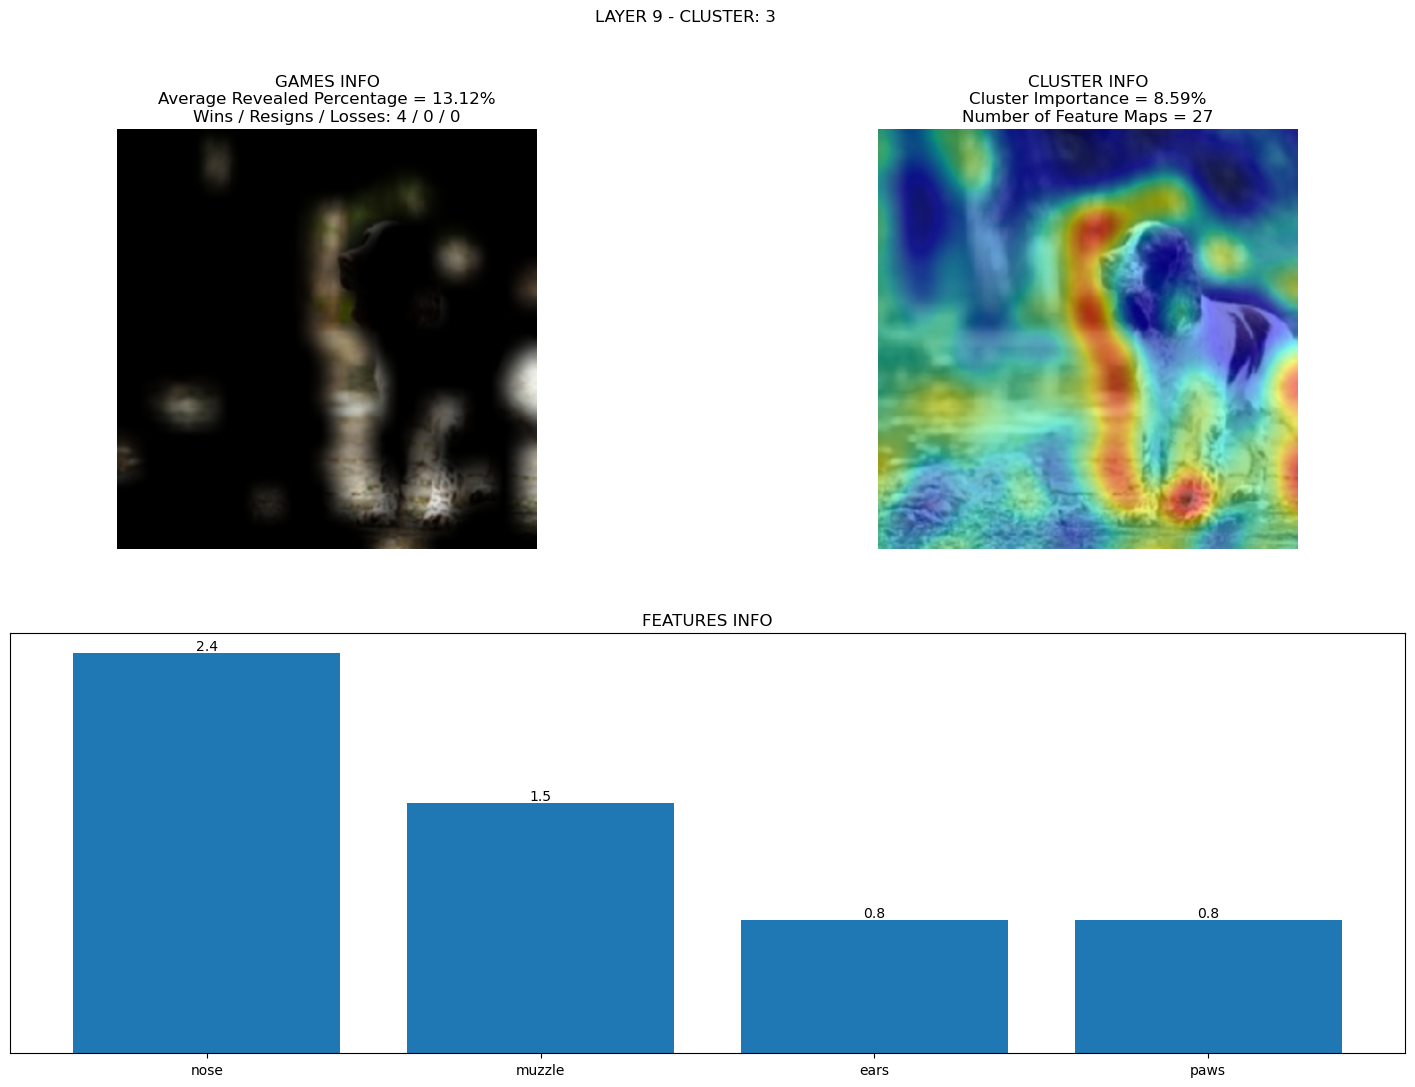 LAYER 9 - CLUSTER: 3
GAMES INFO
Average Revealed Percentage = 13.12%
Wins / Resigns / Losses: 4 / 0 / 0
CLUSTER INFO
Cluster Importance = 8.59%
Number of Feature Maps = 27
FEATURES INFO
2.4
1.5
0.8
0.8
nose
muzzle
ears
paws